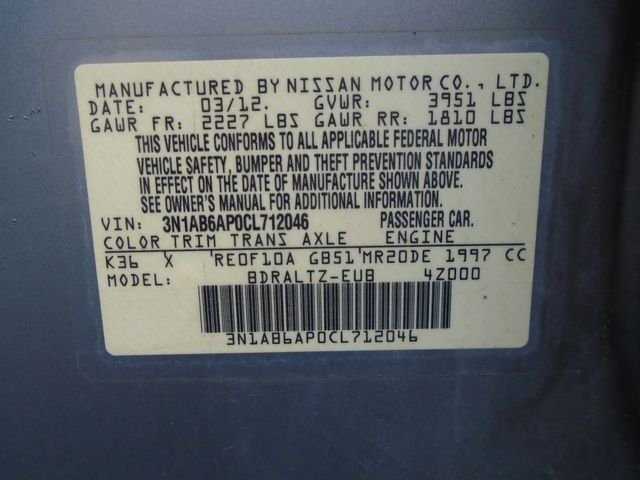 MANUFACTURED BY NISSAN MOTOR CO., LTD.
DATE: 03/12. GVWR: 3951 LBS
GAWR FR: 2227 LBS GAWR RR: 1810 LBS
THIS VEHICLE CONFORMS TO ALL APPLICABLE FEDERAL MOTOR
VEHICLE SAFETY, BUMPER AND THEFT PREVENTION STANDARDS
IN EFFECT ON THE DATE OF MANUFACTURE SHOWN ABOVE.
SEE OWNER'S MANUAL FOR ADDITIONAL INFORMATION.
VIN: 3N1AB6AP0CL712046 PASSENGER CAR.
COLOR TRIM TRANS AXLE ENGINE
K36 X 'RE0F10A GB51'MR20DE 1997 CC
BDRALTZ-EUB 4Z000
3N1AB6AP0CL712046